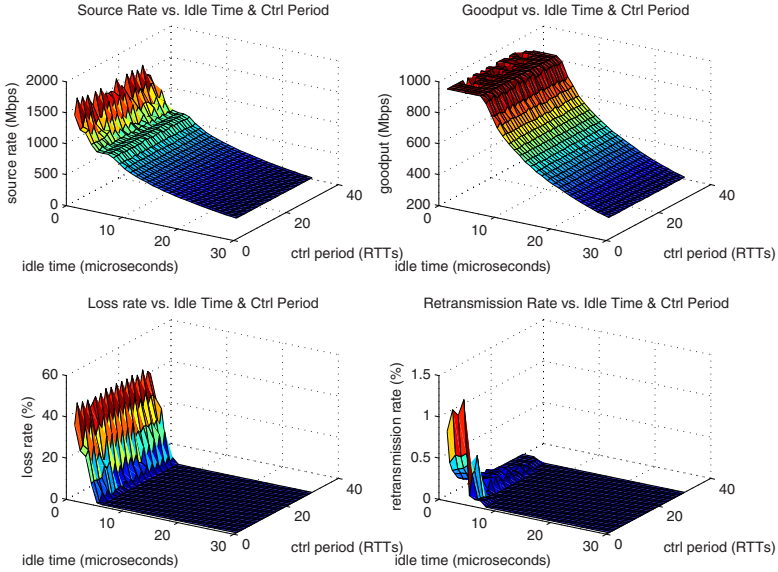 Source Rate vs. Idle Time & Ctrl Period
2000
1500
1000
500
0
source rate (Mbps)
0
10
20
30
idle time (microseconds)
0
20
40
ctrl period (RTTs)
Goodput vs. Idle Time & Ctrl Period
1000
800
600
400
200
goodput (Mbps)
0
10
20
30
idle time (microseconds)
0
20
40
ctrl period (RTTs)
Loss rate vs. Idle Time & Ctrl Period
60
40
20
0
loss rate (%)
0
10
20
30
idle time (microseconds)
0
20
40
ctrl period (RTTs)
Retransmission Rate vs. Idle Time & Ctrl Period
1.5
1
0.5
0
retransmission rate (%)
0
10
20
30
idle time (microseconds)
0
20
40
ctrl period (RTTs)